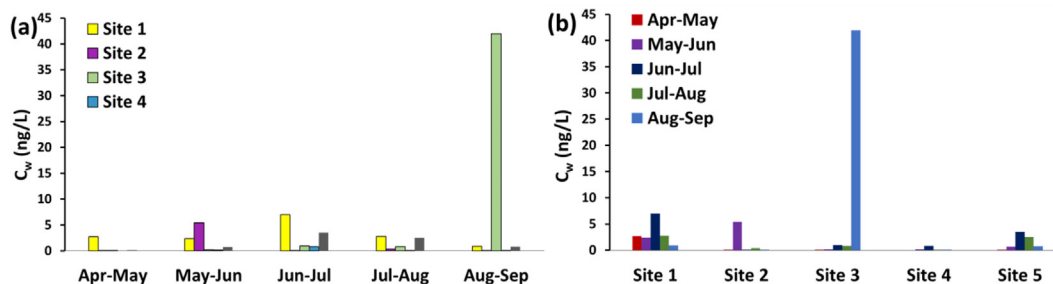 (a)
Site 1
Site 2
Site 3
Site 4
C_w (ng/L)
45
40
35
30
25
20
15
10
5
0
Apr-May May-Jun Jun-Jul Jul-Aug Aug-Sep
(b)
Apr-May
May-Jun
Jun-Jul
Jul-Aug
Aug-Sep
C_w (ng/L)
45
40
35
30
25
20
15
10
5
0
Site 1 Site 2 Site 3 Site 4 Site 5